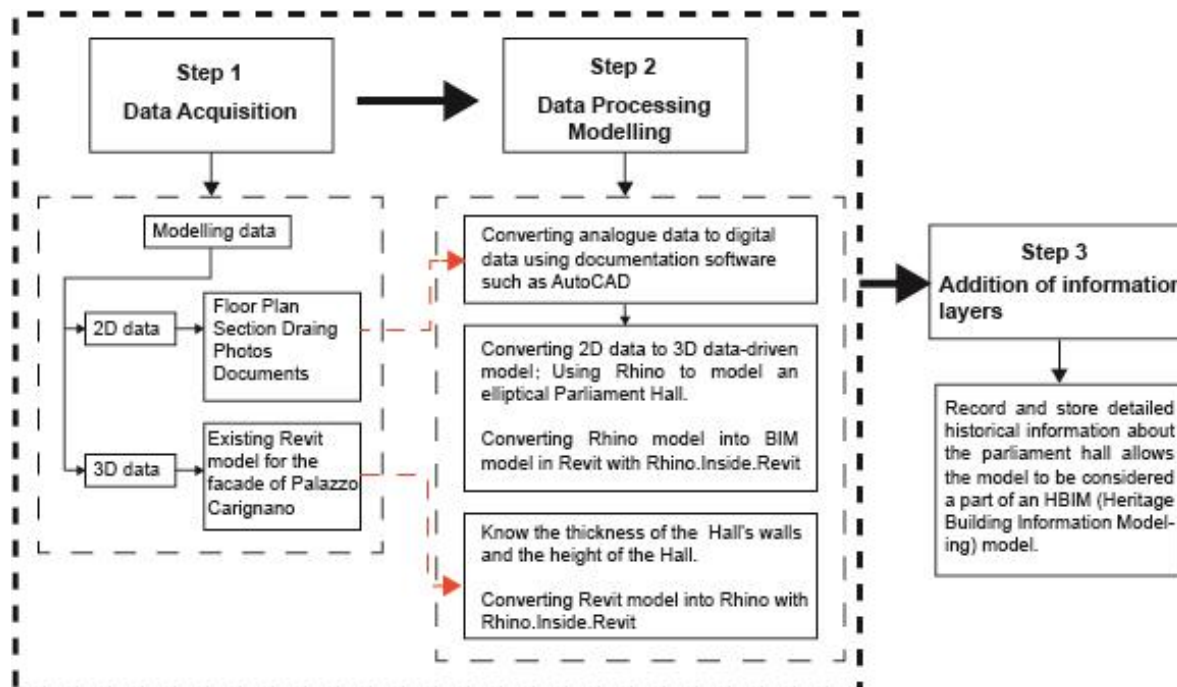 Step 1
Data Acquisition
Modelling data
2D data
Floor Plan
Section Draing
Photos
Documents
3D data
Existing Revit
model for the
facade of Palazzo
Carignano
Step 2
Data Processing
Modelling
Converting analogue data to digital
data using documentation software
such as AutoCAD
Converting 2D data to 3D data-driven
model; Using Rhino to model an
elliptical Parliament Hall.
Converting Rhino model into BIM
model in Revit with Rhino.Inside.Revit
Know the thickness of the Hall's walls
and the height of the Hall.
Converting Revit model into Rhino with
Rhino.Inside.Revit
Step 3
Addition of information
layers
Record and store detailed
historical information about
the parliament hall allows
the model to be considered
a part of an HBIM (Heritage
Building Information Model-
ing) model.